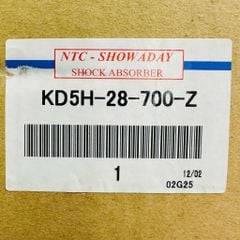 NTC - SHOWADAY
SHOCK ABSORBER
KD5H-28-700-Z
1
12/02
02G25